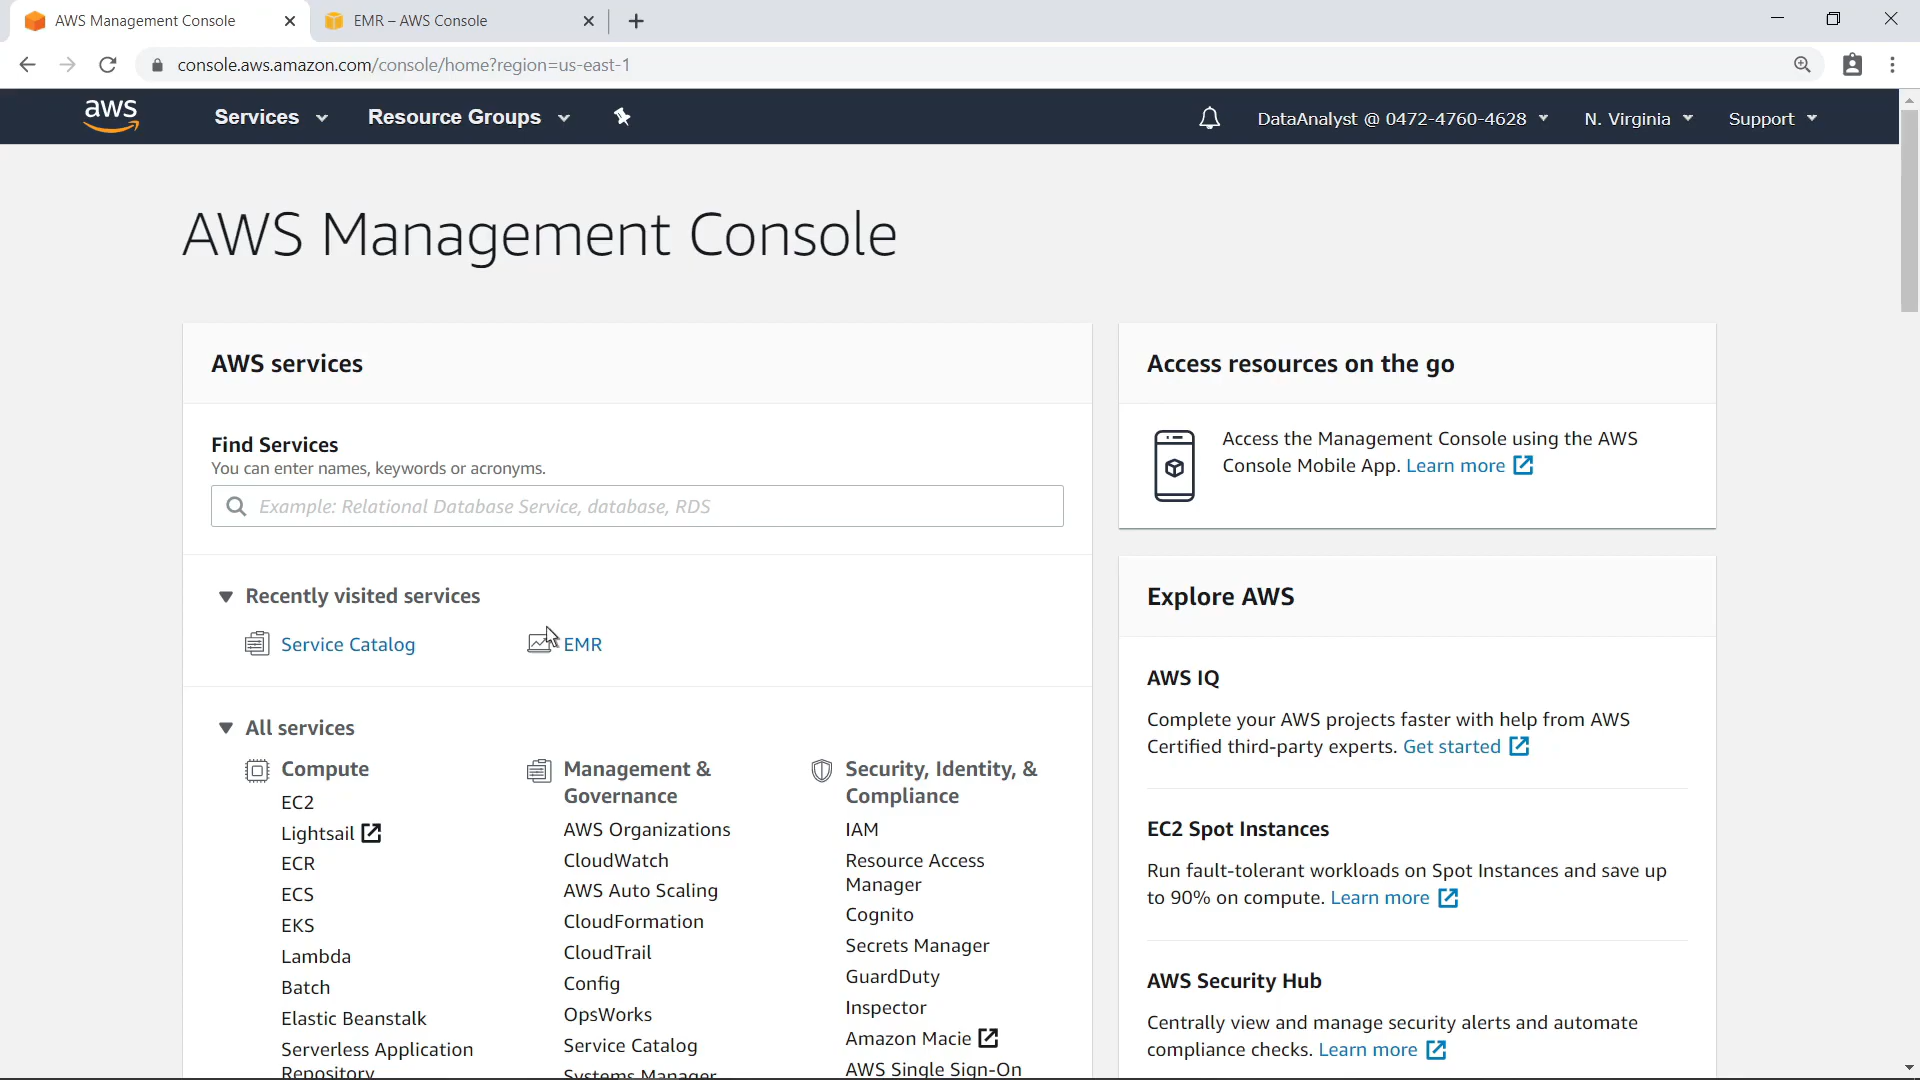 AWS Management Console
EMR – AWS Console
console.aws.amazon.com/console/home?region=us-east-1
aws
Services
Resource Groups
DataAnalyst @ 0472-4760-4628
N. Virginia
Support
AWS Management Console
AWS services
Find Services
You can enter names, keywords or acronyms.
Example: Relational Database Service, database, RDS
Recently visited services
Service Catalog
EMR
All services
Compute
EC2
Lightsail
ECR
ECS
EKS
Lambda
Batch
Elastic Beanstalk
Serverless Application
Repository
Management &
Governance
AWS Organizations
CloudWatch
AWS Auto Scaling
CloudFormation
CloudTrail
Config
OpsWorks
Service Catalog
Systems Manager
Security, Identity, &
Compliance
IAM
Resource Access
Manager
Cognito
Secrets Manager
GuardDuty
Inspector
Amazon Macie
AWS Single Sign-On
Access resources on the go
Access the Management Console using the AWS
Console Mobile App. Learn more
Explore AWS
AWS IQ
Complete your AWS projects faster with help from AWS
Certified third-party experts. Get started
EC2 Spot Instances
Run fault-tolerant workloads on Spot Instances and save up
to 90% on compute. Learn more
AWS Security Hub
Centrally view and manage security alerts and automate
compliance checks. Learn more